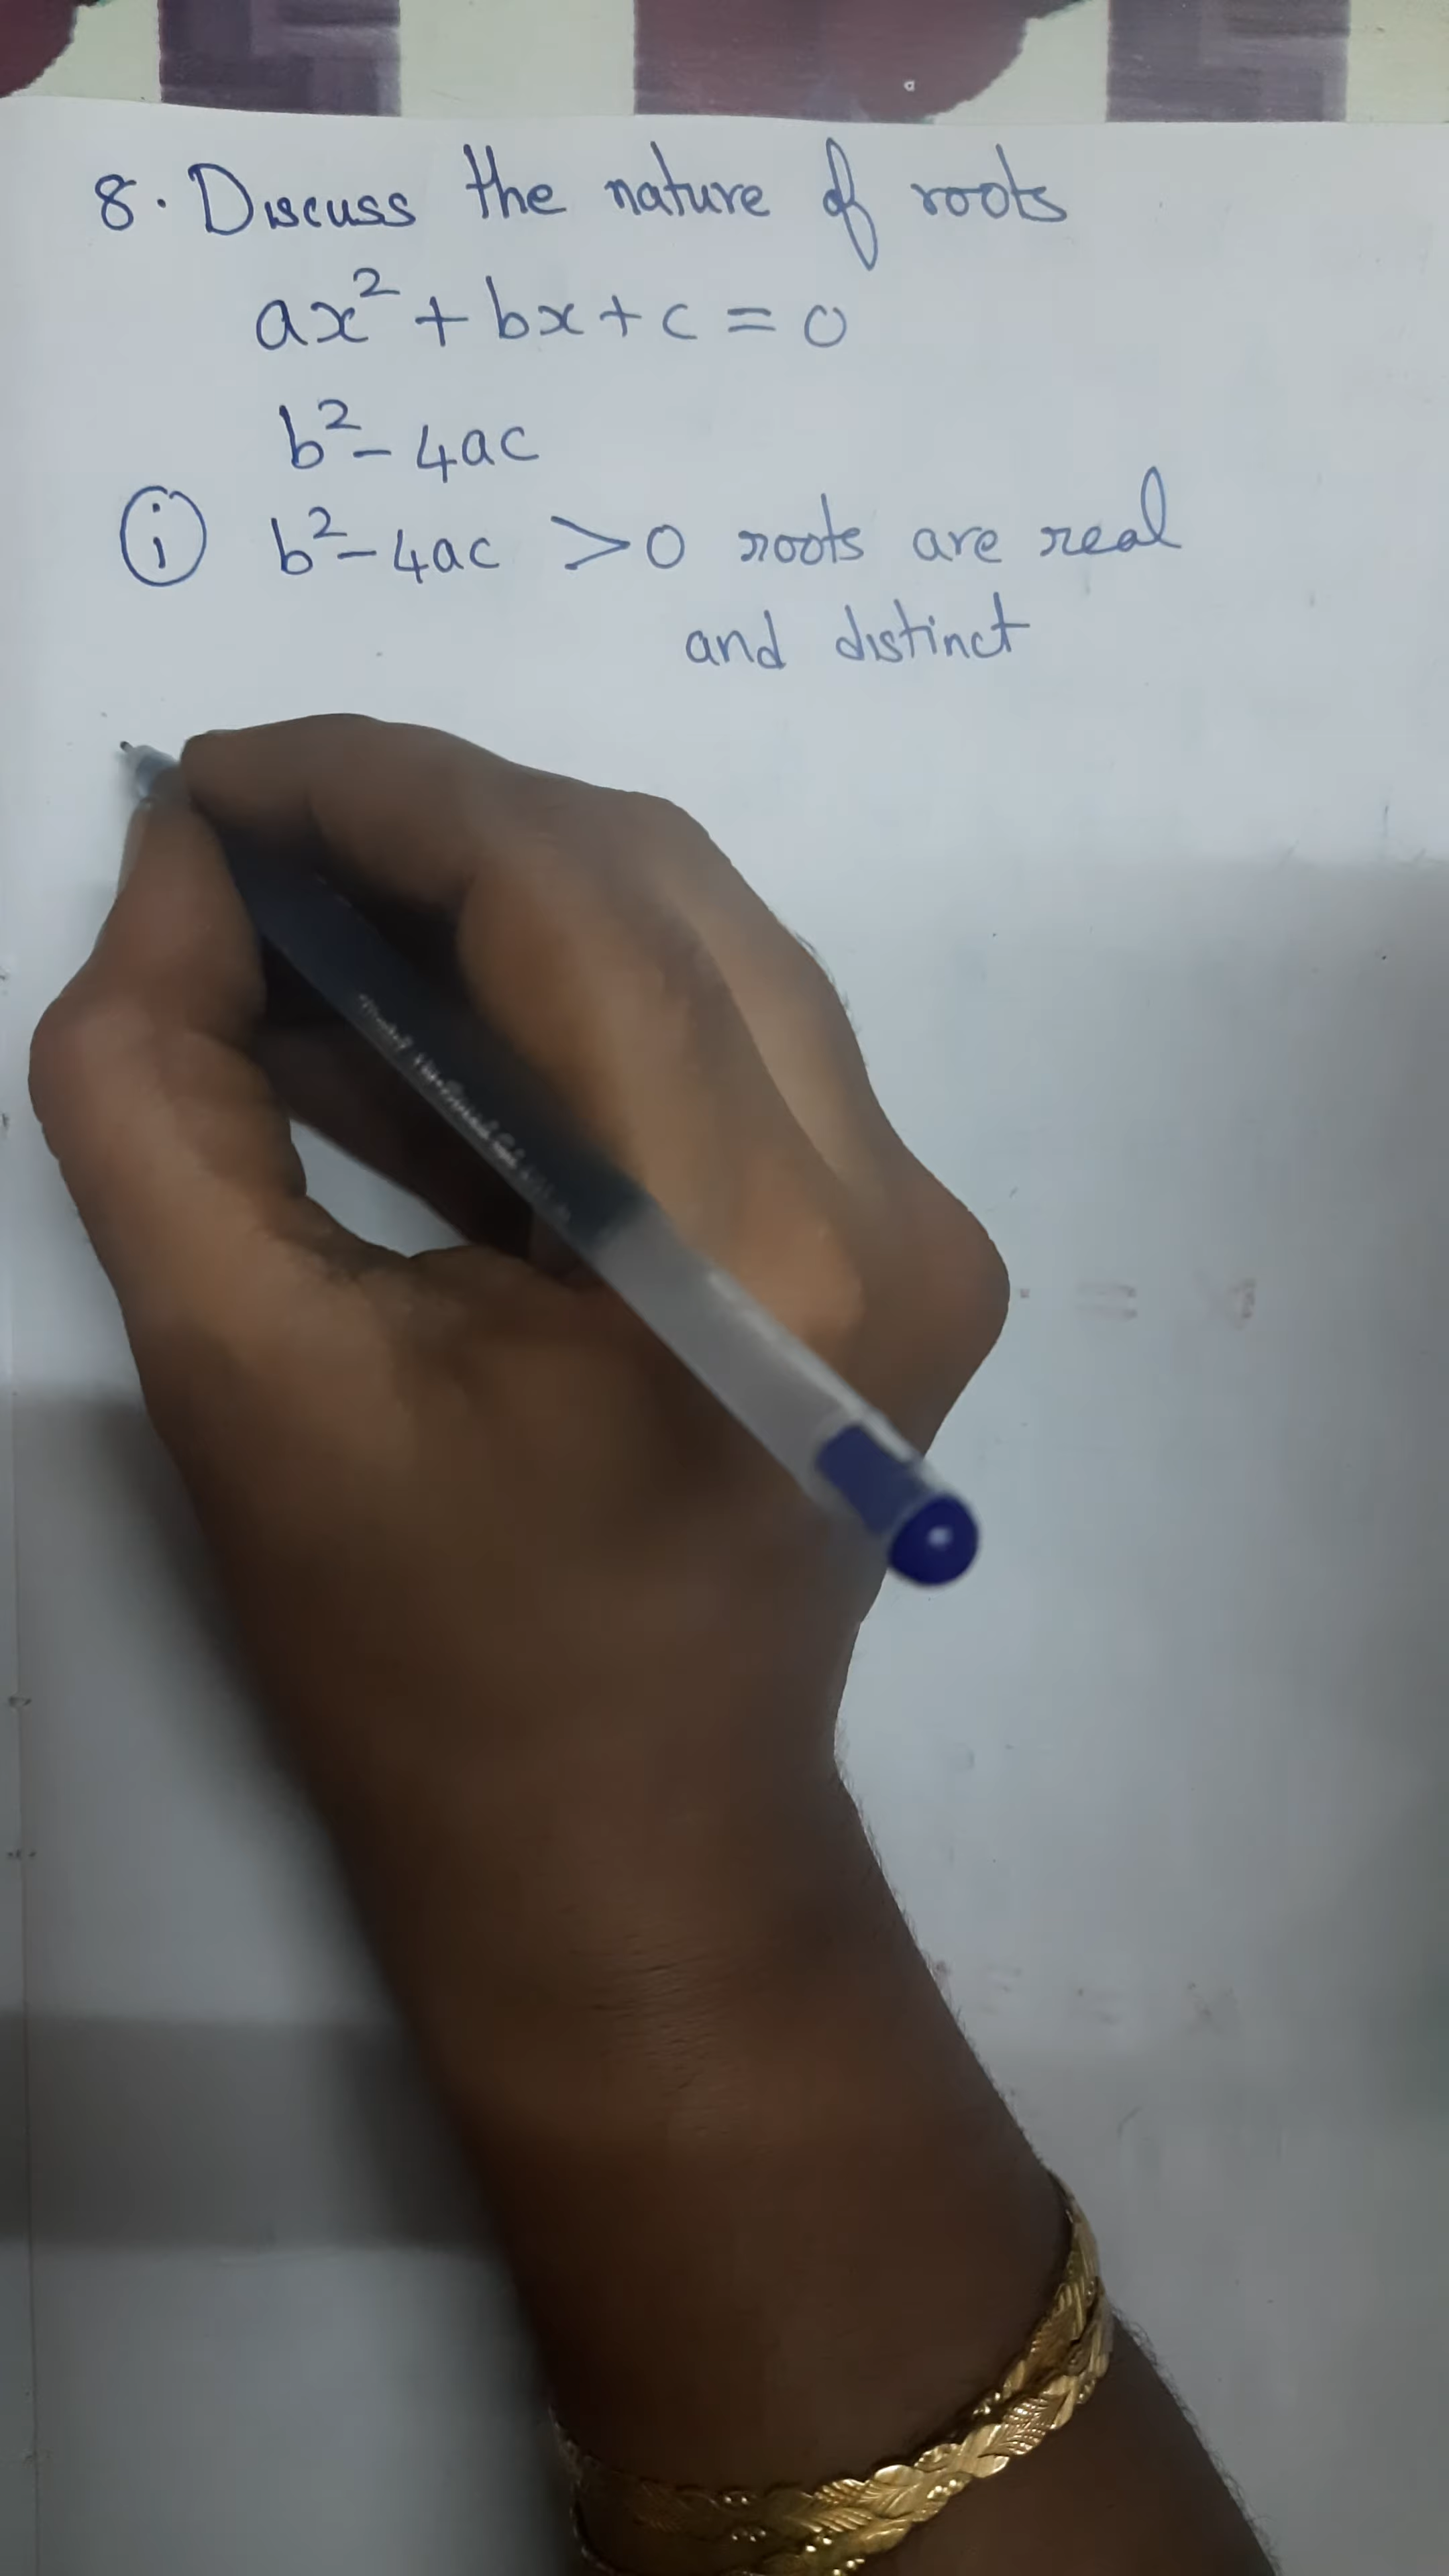 8. Discuss the nature of roots
ax² + bx + c = 0
b² - 4ac
(i) b² - 4ac > 0 roots are real
and distinct